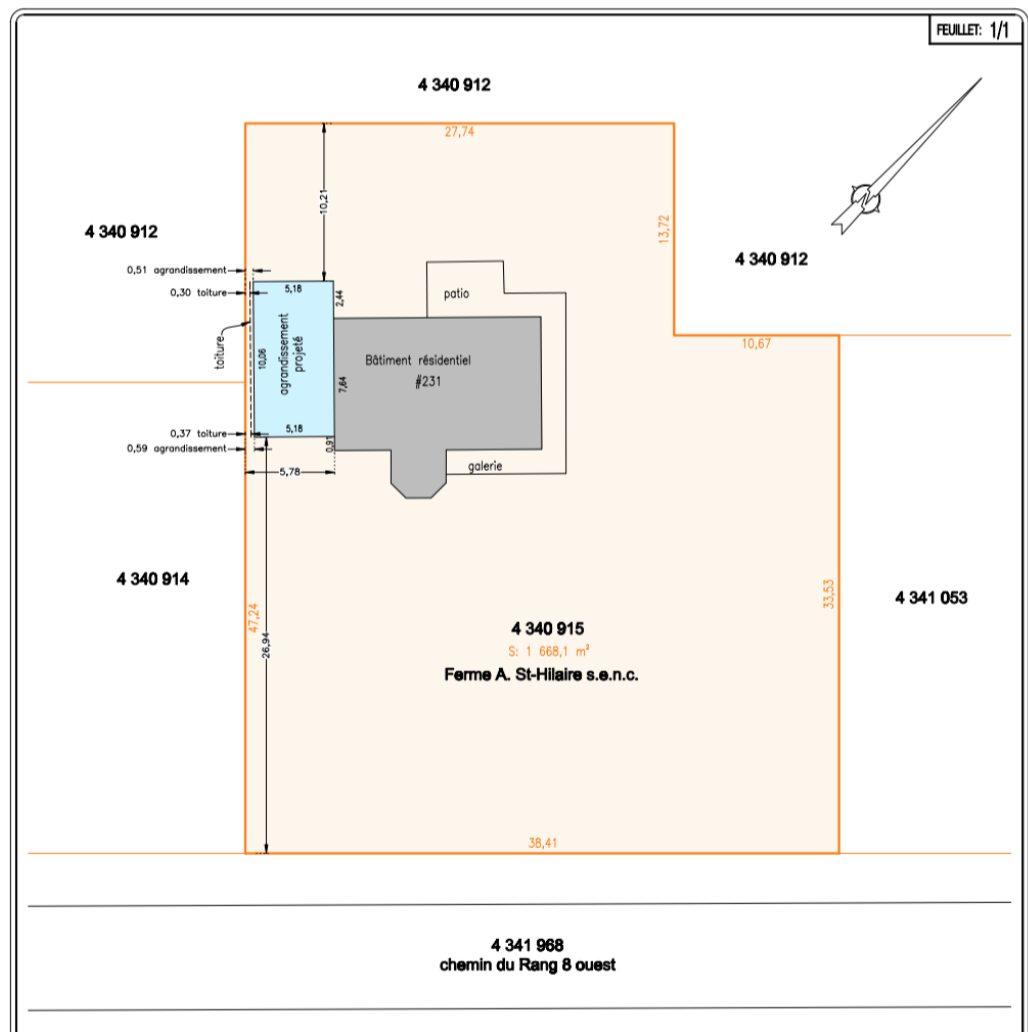 FEUILLET: 1/1
4 340 912
27,74
10,21
13,72
4 340 912
4 340 912
0,51 agrandissement
0,30 toiture
5,18
2,44
patio
toiture
10,06
agrandissement
projeté
Bâtiment résidentiel
#231
7,64
10,67
0,37 toiture
5,18
0,59 agrandissement
0,91
5,78
galerie
4 340 914
47,24
26,94
33,53
4 341 053
4 340 915
S: 1 668,1 m²
Ferme A. St-Hilaire s.e.n.c.
38,41
4 341 968
chemin du Rang 8 ouest